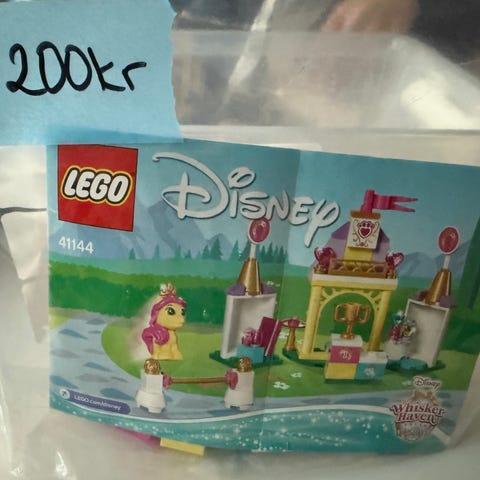 200kr
LEGO
DISNEY
41144
LEGO.com/disney
Disney
Whisker
Haven